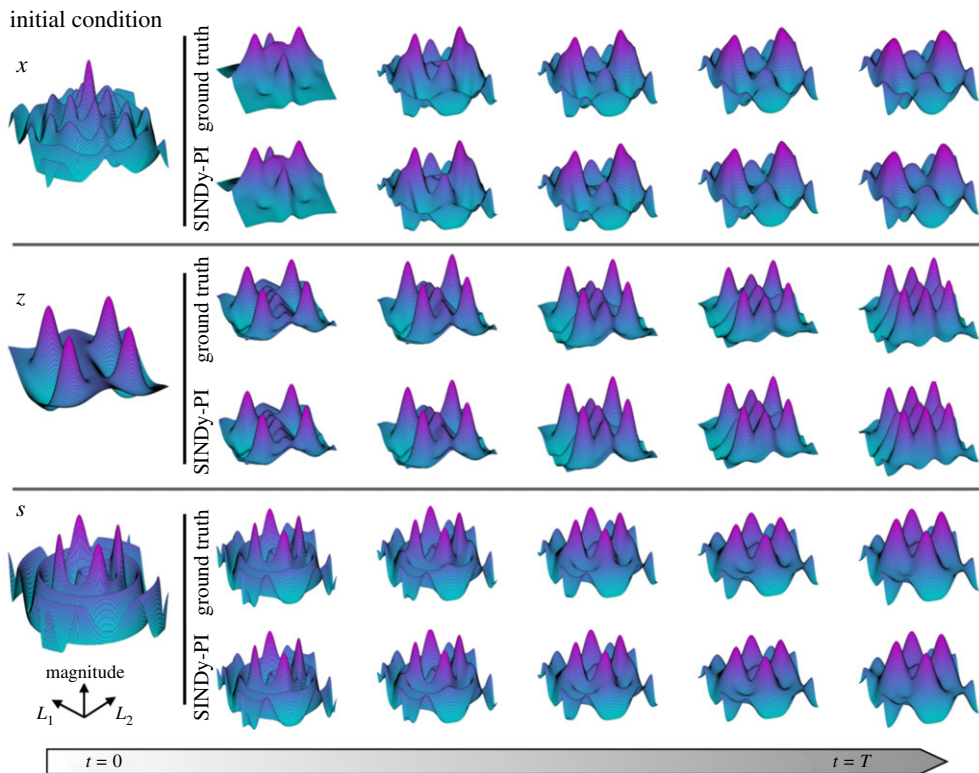 initial condition
x
ground truth
SINDy-PI
z
ground truth
SINDy-PI
s
ground truth
SINDy-PI
magnitude
L1 L2
t = 0 t = T